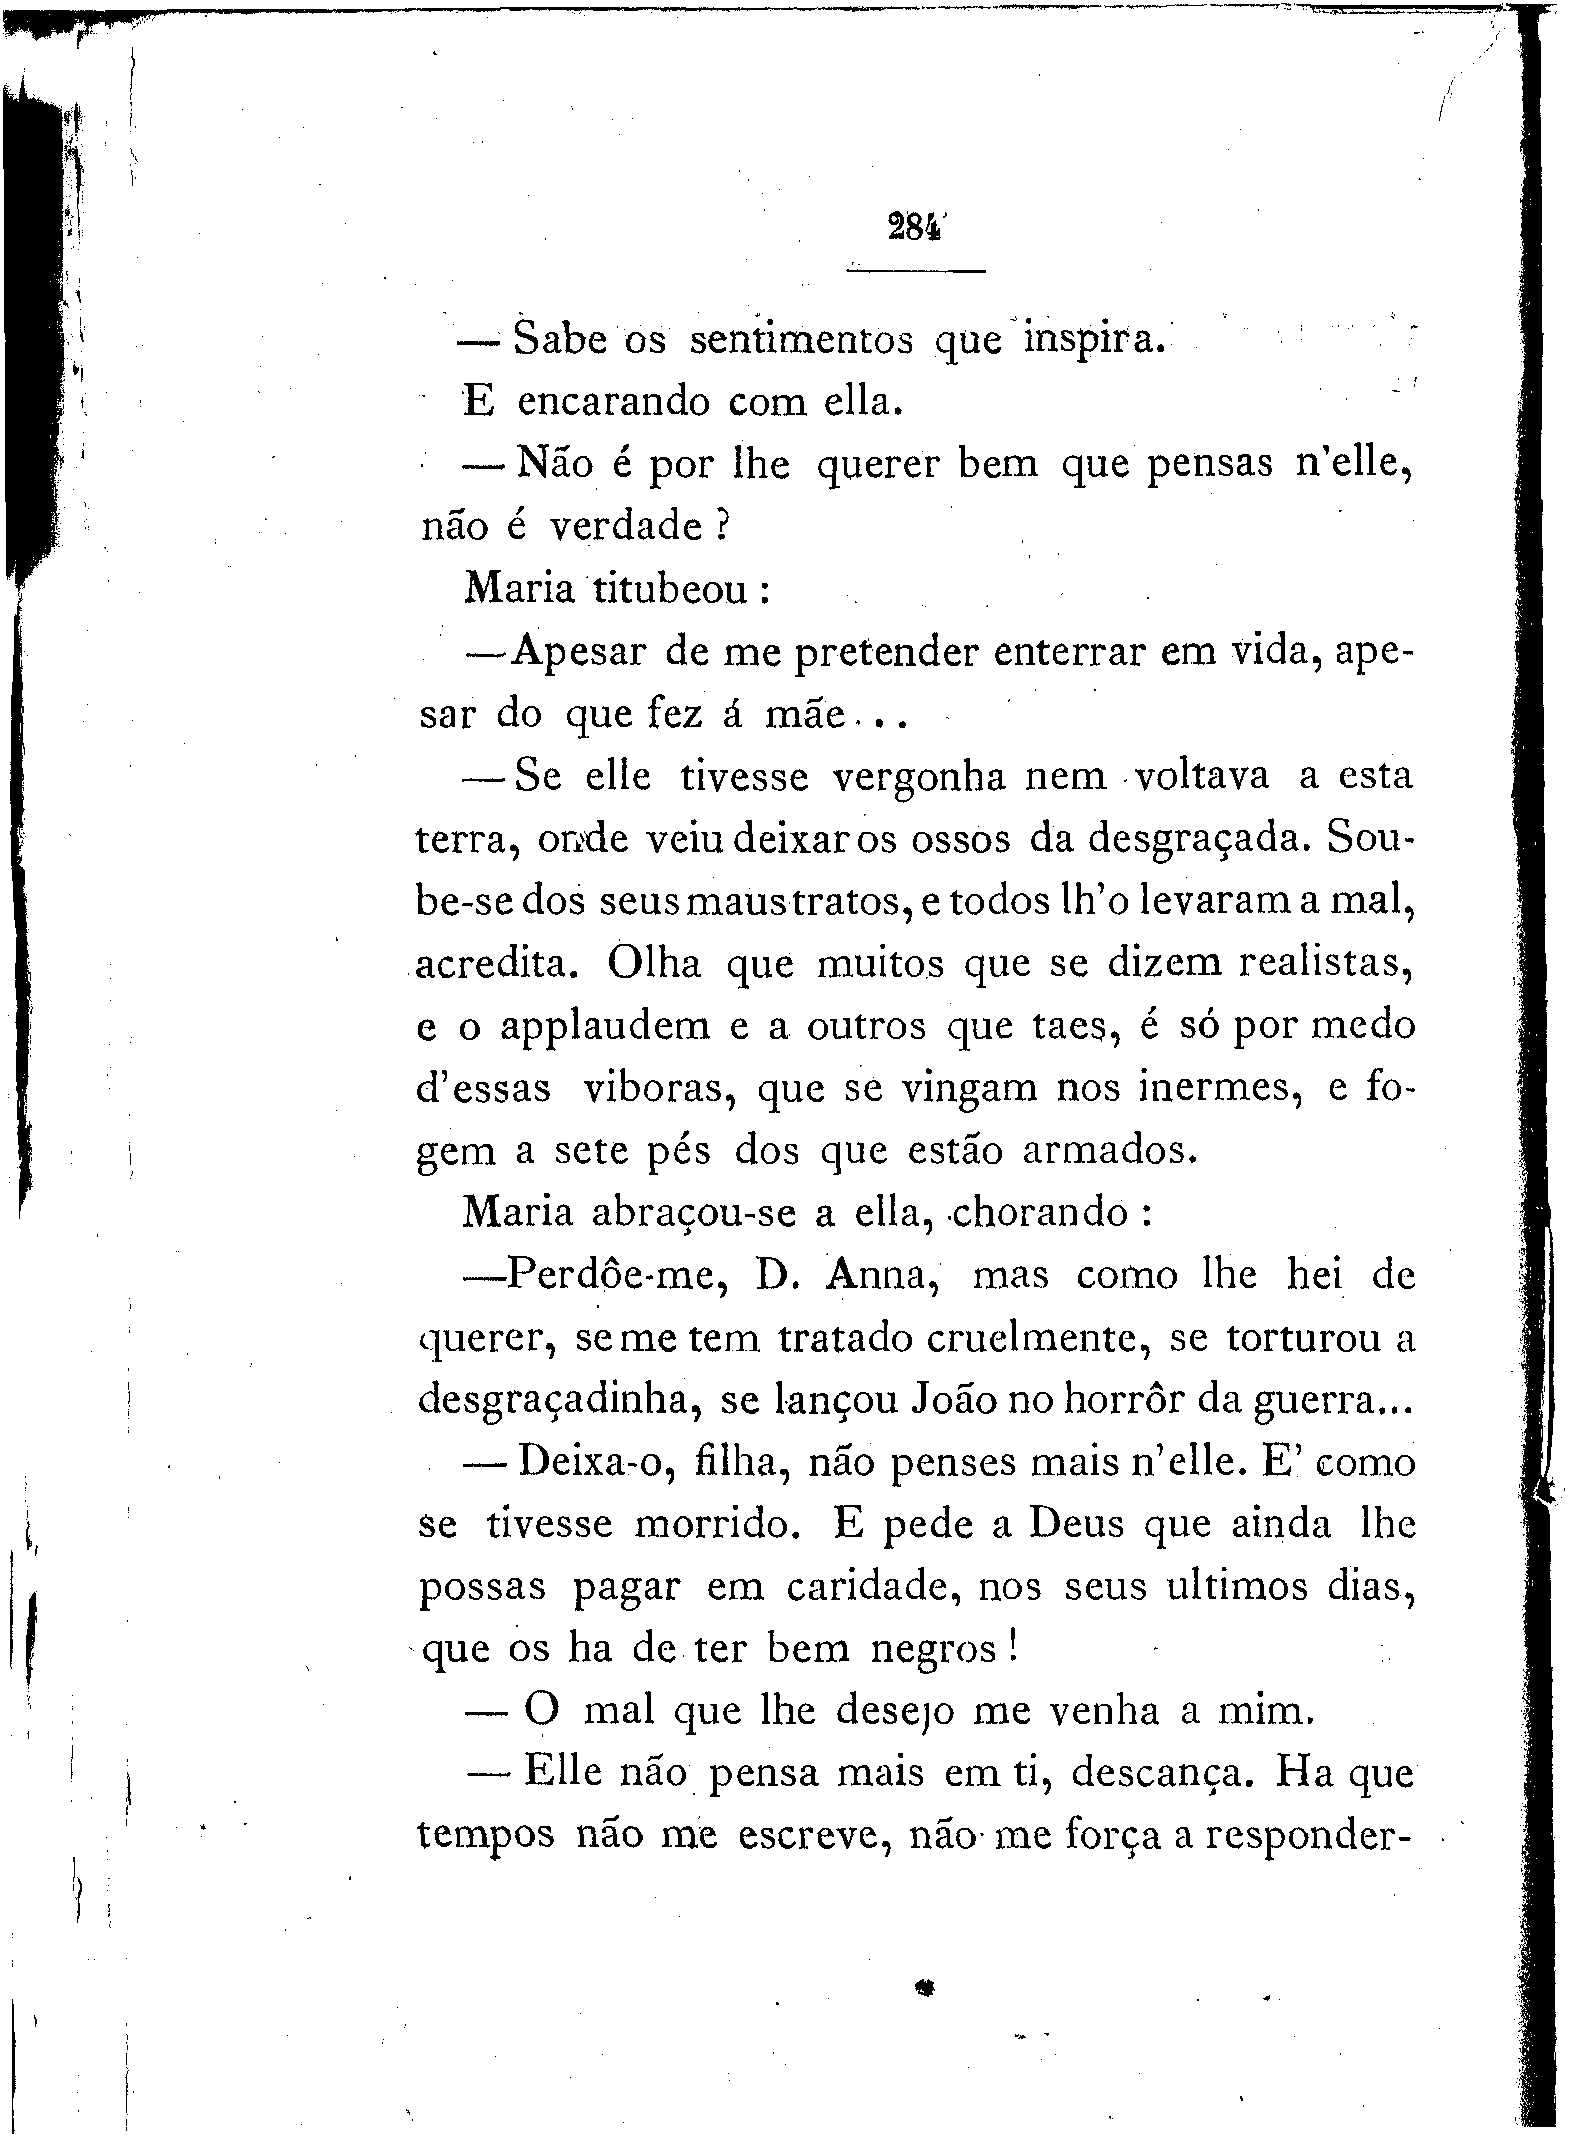 284
— Sabe os sentimentos que inspira.
E encarando com ella.
— Não é por lhe querer bem que pensas n'elle,
não é verdade ?
Maria titubeou :
—Apesar de me pretender enterrar em vida, ape-
sar do que fez á mãe...
— Se elle tivesse vergonha nem voltava a esta
terra, onde veiu deixar os ossos da desgraçada. Sou-
be-se dos seus maus tratos, e todos lh'o levaram a mal,
acredita. Olha que muitos que se dizem realistas,
e o applaudem e a outros que taes, é só por medo
d'essas viboras, que se vingam nos inermes, e fo-
gem a sete pés dos que estão armados.
Maria abraçou-se a ella, chorando :
—Perdôe-me, D. Anna, mas como lhe hei de
querer, se me tem tratado cruelmente, se torturou a
desgraçadinha, se lançou João no horrôr da guerra...
— Deixa-o, filha, não penses mais n'elle. E' como
se tivesse morrido. E pede a Deus que ainda lhe
possas pagar em caridade, nos seus ultimos dias,
que os ha de ter bem negros !
— O mal que lhe desejo me venha a mim.
— Elle não pensa mais em ti, descança. Ha que
tempos não me escreve, não me força a responder-